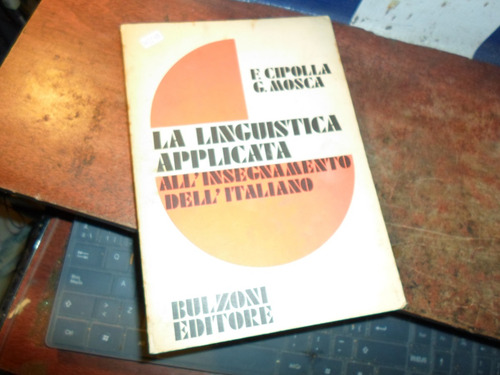 F. CIPOLLA
G. MOSCA
LA LINGUISTICA
APPLICATA
ALL'INSEGNAMENTO
DELL'ITALIANO
BULZONI
EDITORE